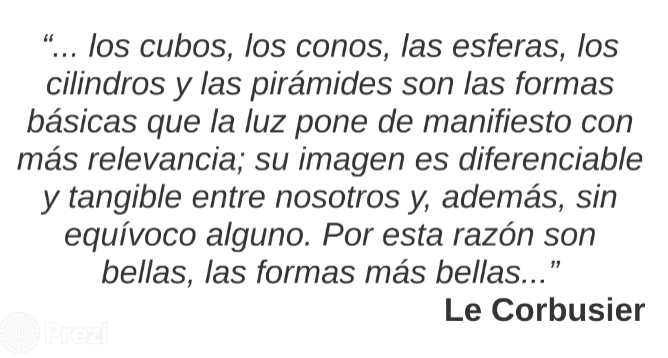 “... los cubos, los conos, las esferas, los
cilindros y las pirámides son las formas
básicas que la luz pone de manifiesto con
más relevancia; su imagen es diferenciable
y tangible entre nosotros y, además, sin
equívoco alguno. Por esta razón son
bellas, las formas más bellas...”
Le Corbusier
Prezi